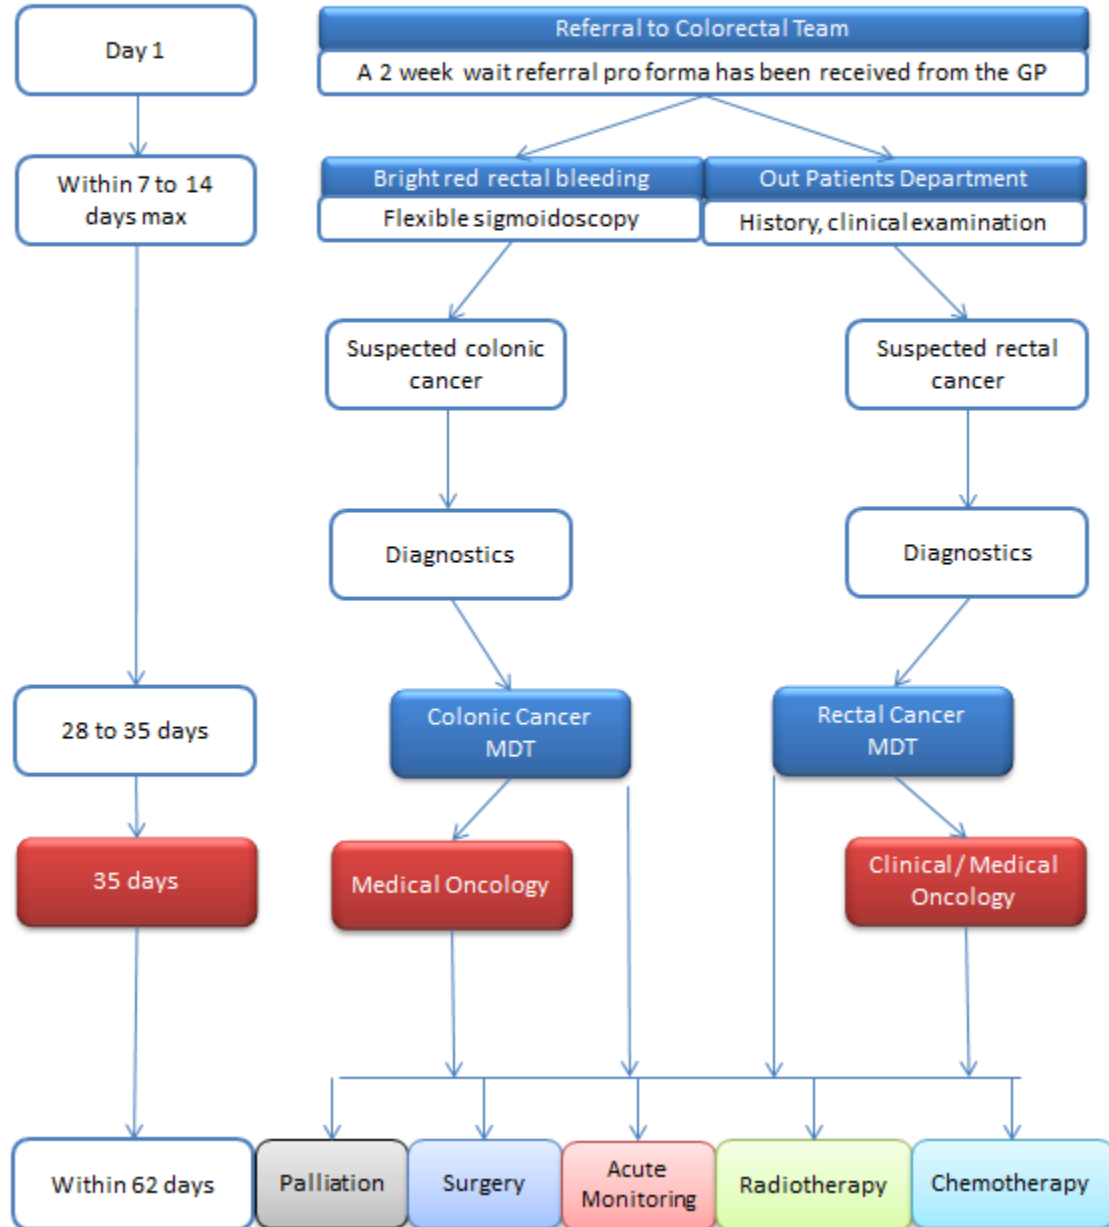 Day 1
Referral to Colorectal Team
A 2 week wait referral pro forma has been received from the GP
Within 7 to 14
days max
Bright red rectal bleeding
Flexible sigmoidoscopy
Out Patients Department
History, clinical examination
Suspected colonic
cancer
Suspected rectal
cancer
Diagnostics
Diagnostics
28 to 35 days
Colonic Cancer
MDT
Rectal Cancer
MDT
35 days
Medical Oncology
Clinical / Medical
Oncology
Within 62 days
Palliation
Surgery
Acute
Monitoring
Radiotherapy
Chemotherapy